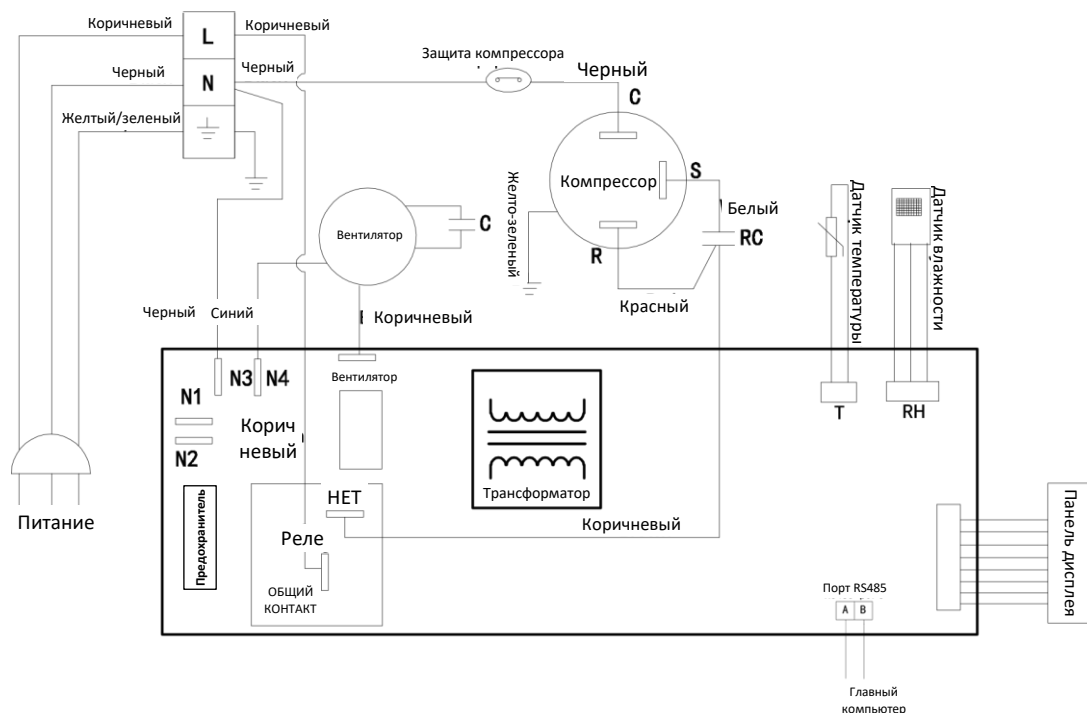 Коричневый
L
Коричневый
Черный
N
Черный
Желтый/зеленый
Защита компрессора
Черный
C
Компрессор
S
R
Желто-зеленый
Белый
RC
Красный
Вентилятор
C
Датчик температуры
Датчик влажности
Черный
Синий
Коричневый
N3
N4
Вентилятор
N1
N2
Корич
невый
T
RH
Трансформатор
Питание
Предохранитель
НЕТ
Реле
ОБЩИЙ
КОНТАКТ
Коричневый
Панель дисплея
Порт RS485
A
B
Главный
компьютер